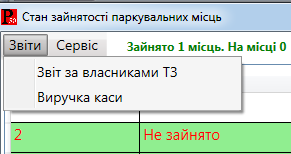 Стан зайнятості паркувальних місць
Звіти Сервіс Зайнято 1 місць. На місці 0
Звіт за власниками ТЗ
Виручка каси
2 Не зайнято